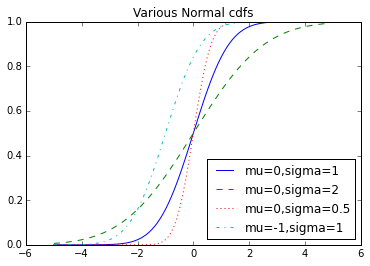 Various Normal cdfs
1.0
0.8
0.6
0.4
0.2
0.0
mu=0,sigma=1
mu=0,sigma=2
mu=0,sigma=0.5
mu=-1,sigma=1
−6 −4 −2 0 2 4 6